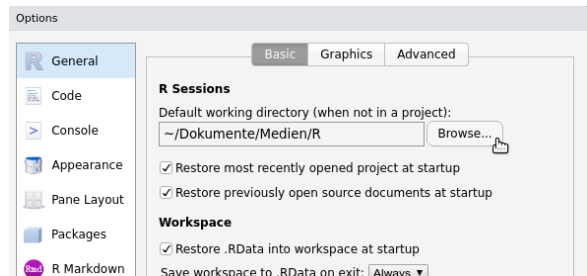 Options
General
Code
Console
Appearance
Pane Layout
Packages
R Markdown
Basic Graphics Advanced
R Sessions
Default working directory (when not in a project):
~/Dokumente/Medien/R Browse...
Restore most recently opened project at startup
Restore previously open source documents at startup
Workspace
Restore .RData into workspace at startup
Save workspace to .RData on exit: Always